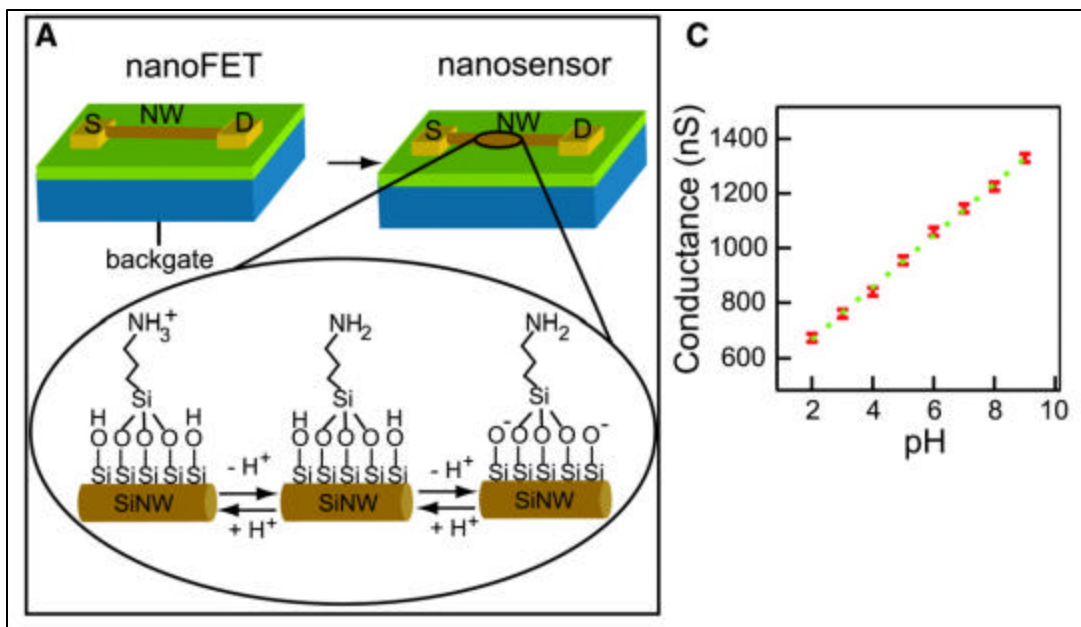 A
nanoFET
nanosensor
S NW D
S NW D
backgate
NH3+
NH2
NH2
Si
Si
Si
H H
H H
O O O O O
O O O O O
O- O O O O-
Si Si Si Si Si
Si Si Si Si Si
Si Si Si Si Si
- H+
- H+
SiNW
SiNW
SiNW
+ H+
+ H+
C
Conductance (nS)
1400
1200
1000
800
600
2 4 6 8 10
pH